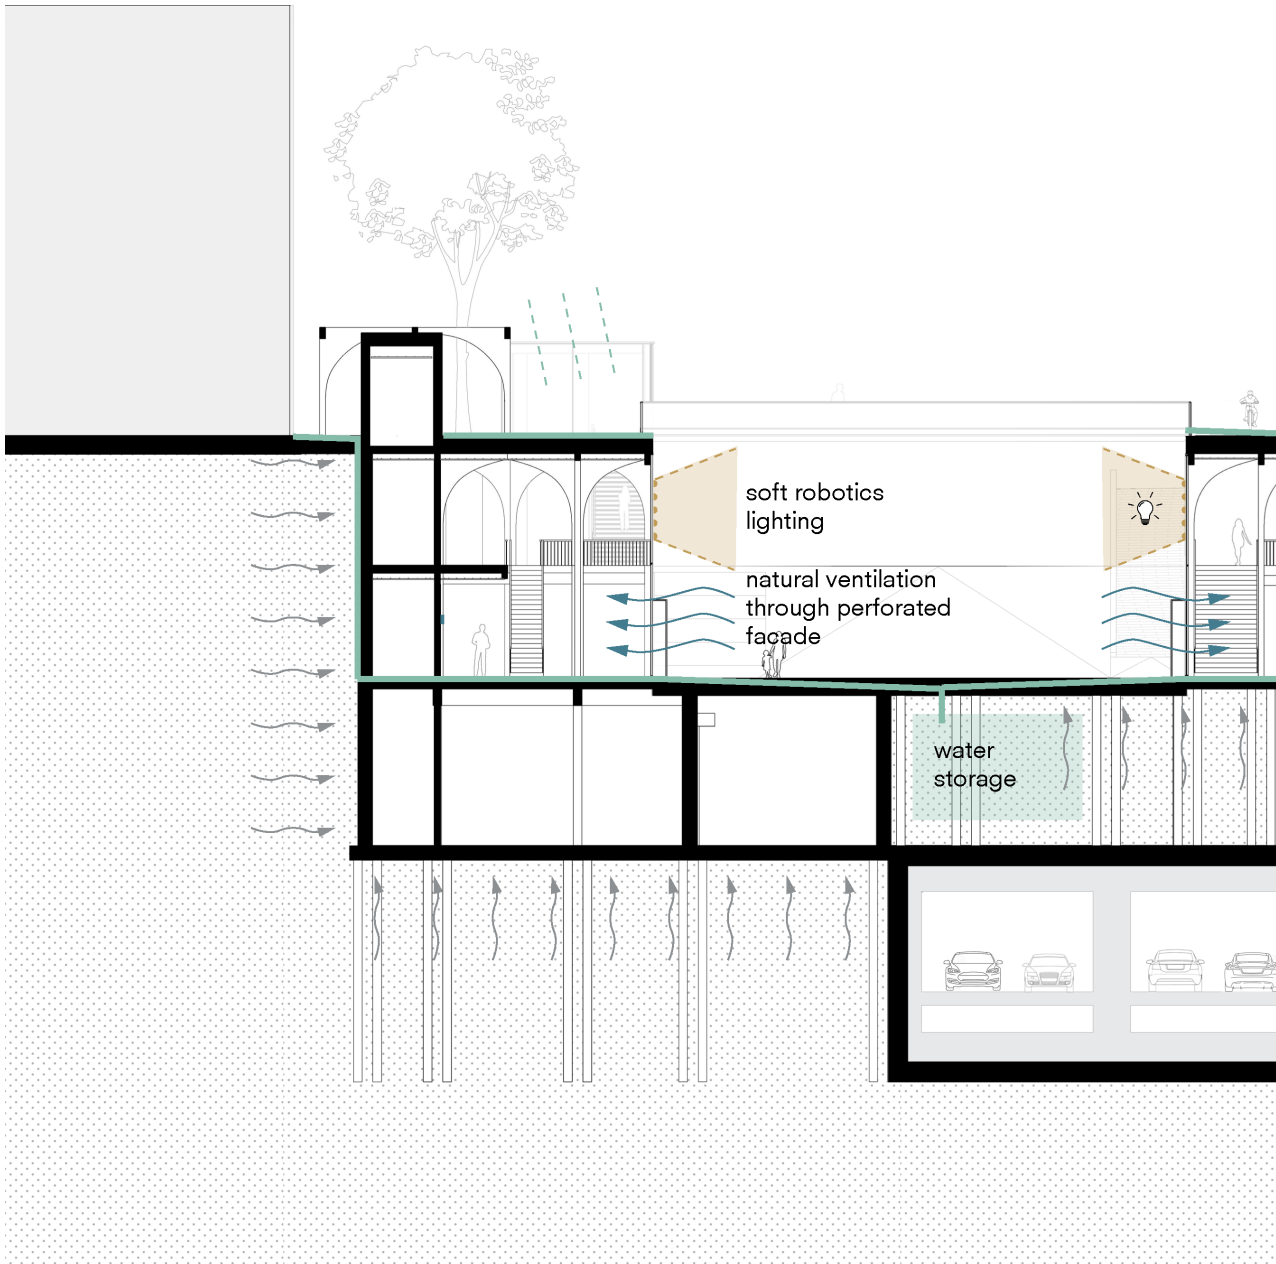 soft robotics
lighting
natural ventilation
through perforated
facade
water
storage